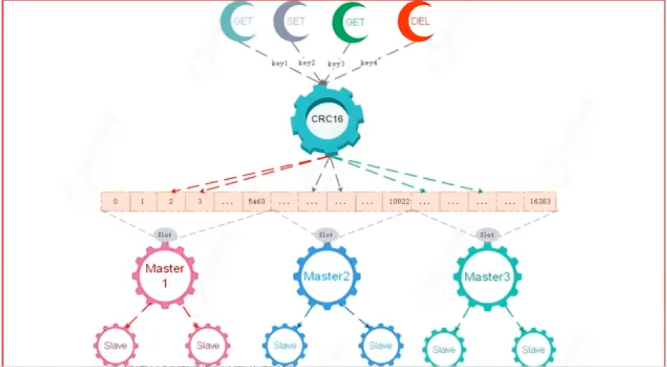 GET SET GET DEL
key1 key2 key3 key4
CRC16
0 1 2 3 ... 5460 ... ... ... ... 10922 ... ... ... ... 16383
Slot Slot Slot
Master 1 Master2 Master3
Slave Slave Slave Slave Slave Slave